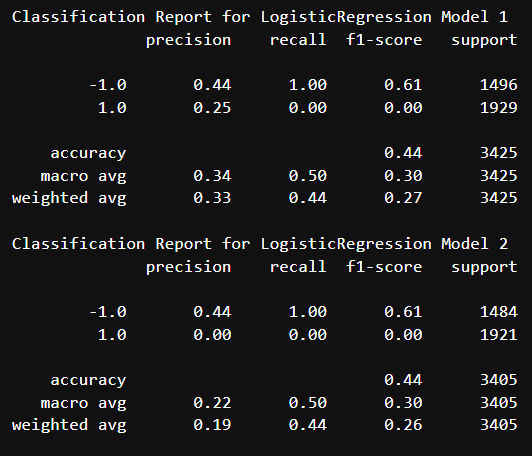 Classification Report for LogisticRegression Model 1
precision recall f1-score support
-1.0 0.44 1.00 0.61 1496
1.0 0.25 0.00 0.00 1929
accuracy 0.44 3425
macro avg 0.34 0.50 0.30 3425
weighted avg 0.33 0.44 0.27 3425
Classification Report for LogisticRegression Model 2
precision recall f1-score support
-1.0 0.44 1.00 0.61 1484
1.0 0.00 0.00 0.00 1921
accuracy 0.44 3405
macro avg 0.22 0.50 0.30 3405
weighted avg 0.19 0.44 0.26 3405